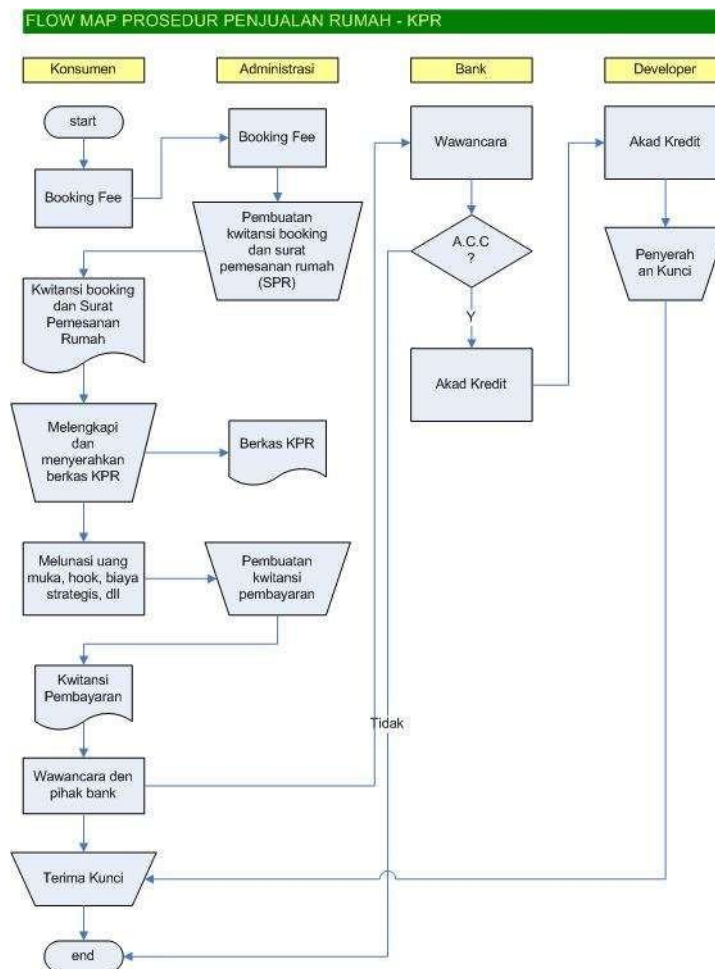 FLOW MAP PROSEDUR PENJUALAN RUMAH - KPR
Konsumen
Administrasi
Bank
Developer
start
Booking Fee
Booking Fee
Pembuatan
kwitansi booking
dan surat
pemesanan rumah
(SPR)
Kwitansi booking
dan Surat
Pemesanan
Rumah
Melengkapi
dan
menyerahkan
berkas KPR
Berkas KPR
Melunasi uang
muka, hook, biaya
strategis, dll
Pembuatan
kwitansi
pembayaran
Kwitansi
Pembayaran
Wawancara den
pihak bank
Terima Kunci
end
Wawancara
A.C.C
?
Y
Tidak
Akad Kredit
Akad Kredit
Penyerah
an Kunci